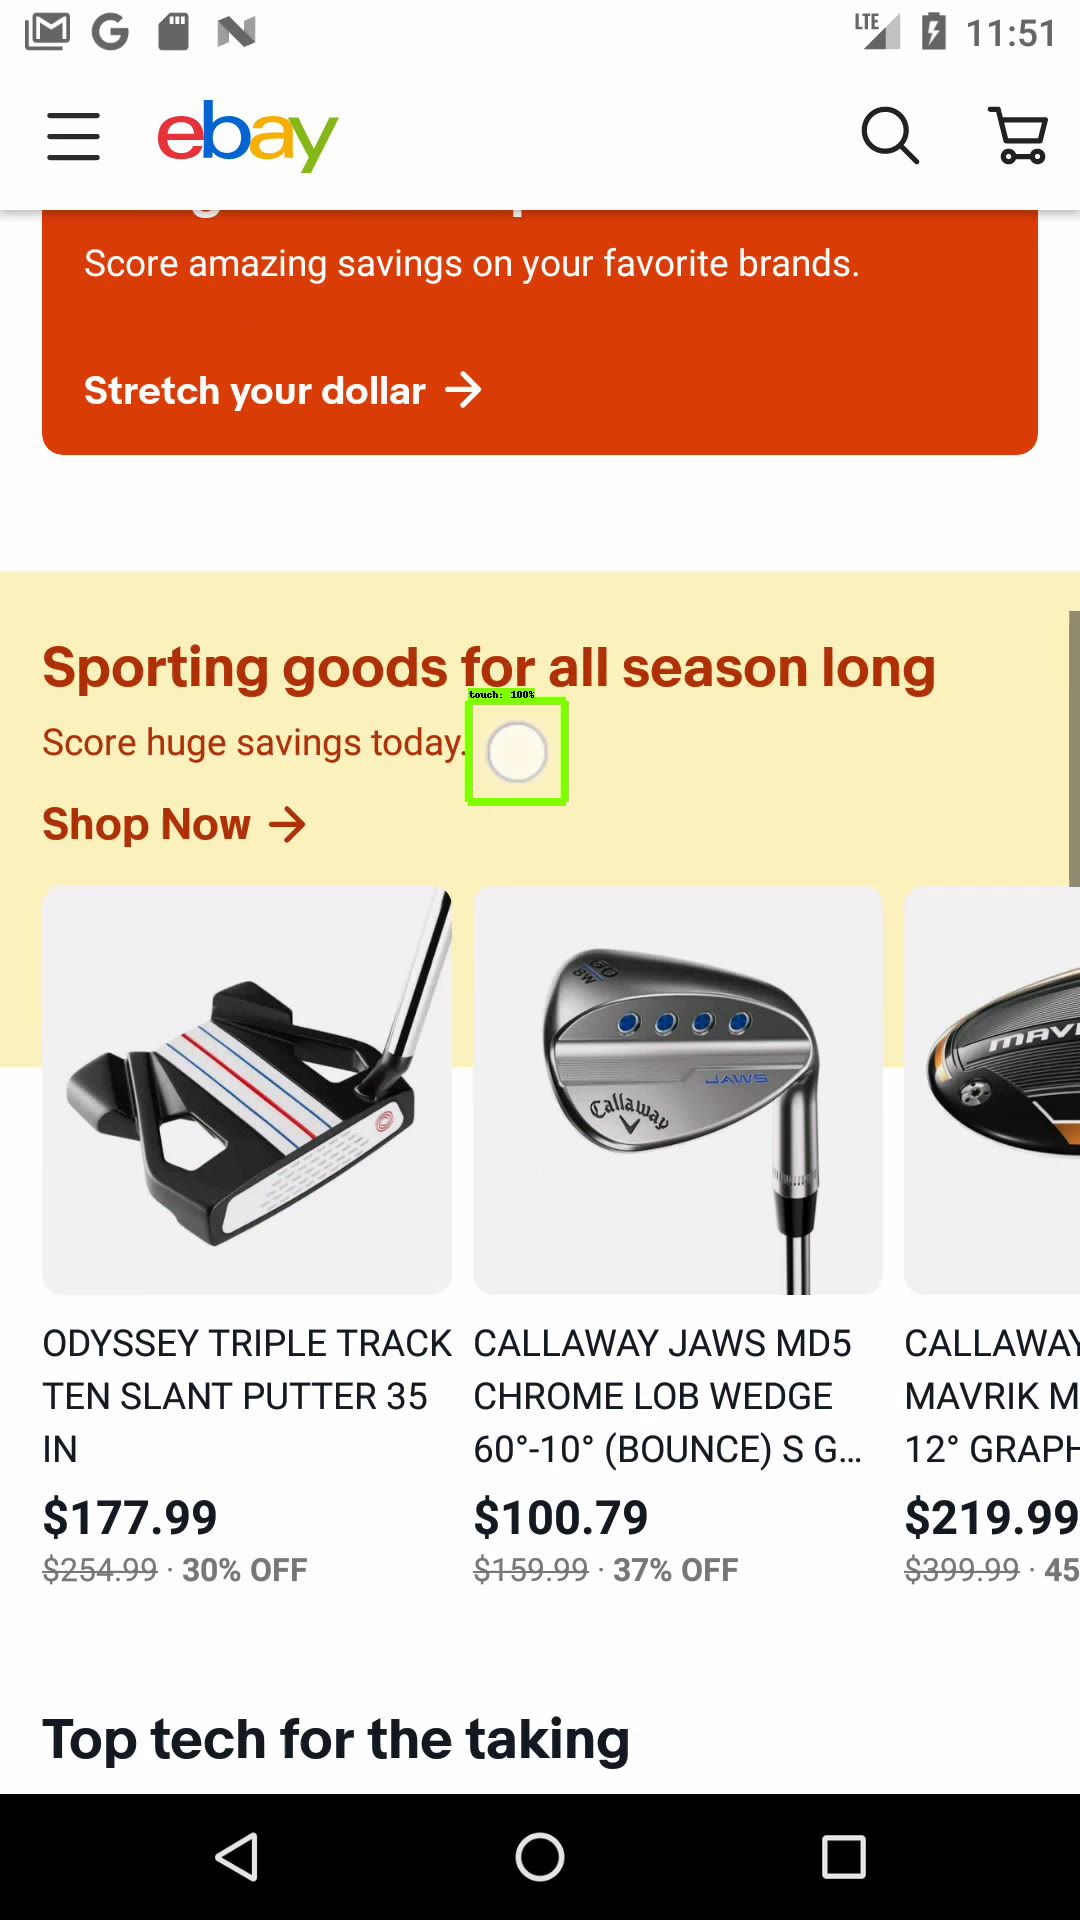 LTE 11:51
ebay
Score amazing savings on your favorite brands.
Stretch your dollar →
Sporting goods for all season long
touch: 100%
Score huge savings today.
Shop Now →
60
8W
JAWS
Callaway
ODYSSEY TRIPLE TRACK
TEN SLANT PUTTER 35
IN
$177.99
$254.99 · 30% OFF
CALLAWAY JAWS MD5
CHROME LOB WEDGE
60°-10° (BOUNCE) S G...
$100.79
$159.99 · 37% OFF
MAV
CALLAWAY
MAVRIK M
12° GRAPH
$219.99
$399.99 · 45
Top tech for the taking